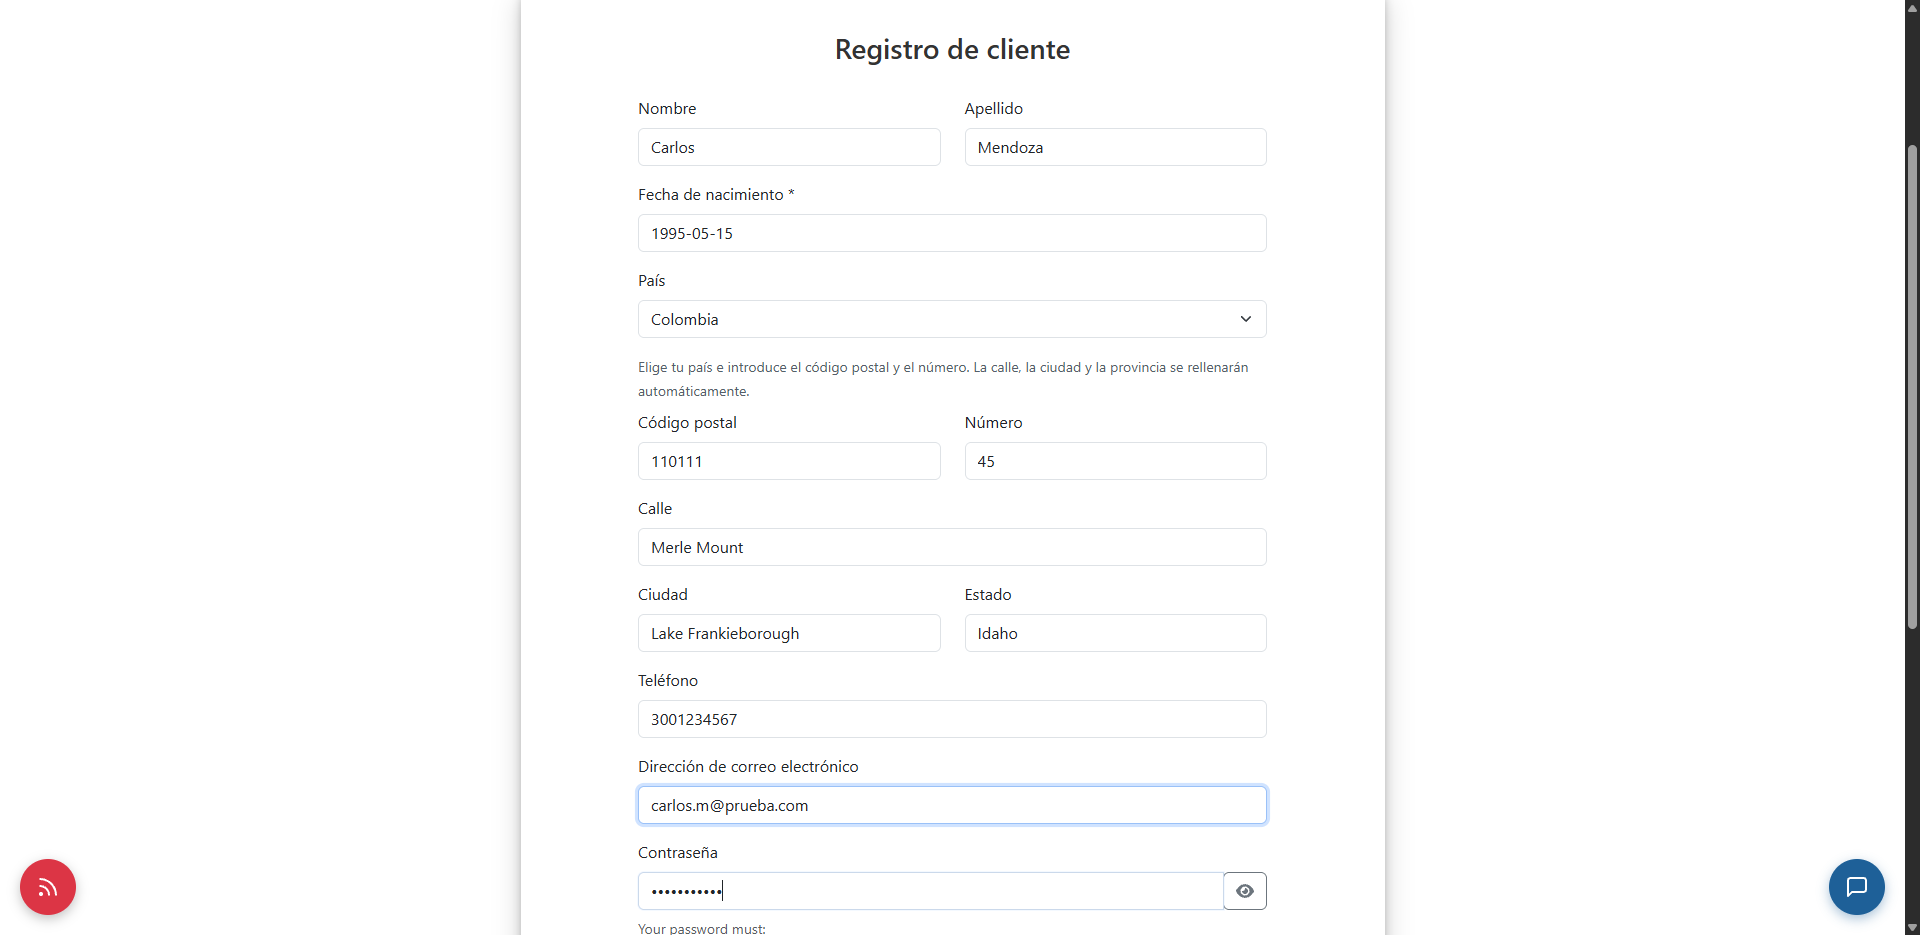 Registro de cliente
Nombre
Apellido
Carlos
Mendoza
Fecha de nacimiento *
1995-05-15
País
Colombia
Elige tu país e introduce el código postal y el número. La calle, la ciudad y la provincia se rellenarán
automáticamente.
Código postal
Número
110111
45
Calle
Merle Mount
Ciudad
Estado
Lake Frankieborough
Idaho
Teléfono
3001234567
Dirección de correo electrónico
carlos.m@prueba.com
Contraseña
•••••••••••
Your password must: